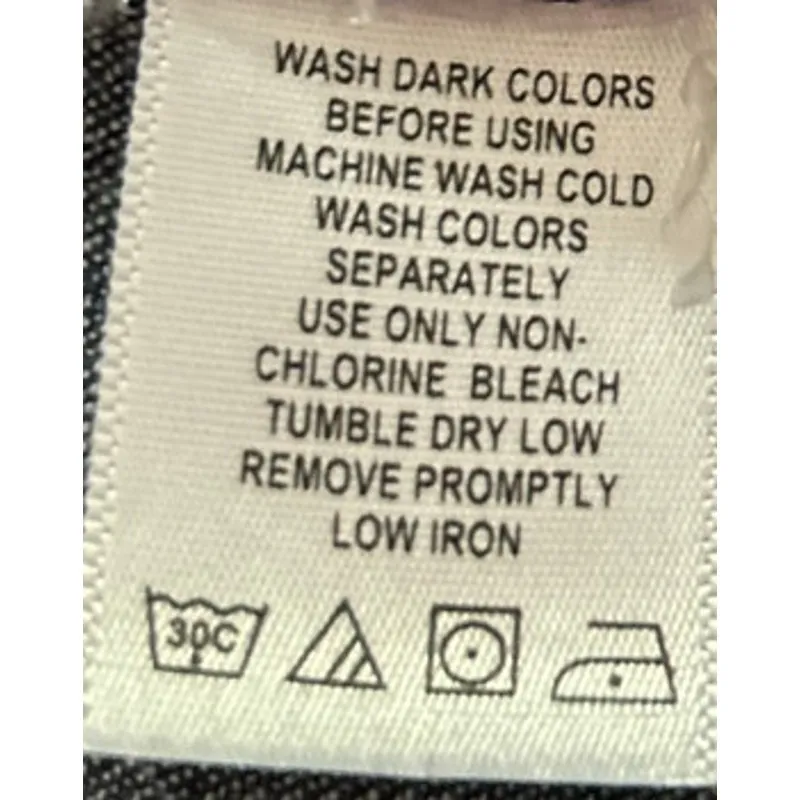 WASH DARK COLORS
BEFORE USING
MACHINE WASH COLD
WASH COLORS
SEPARATELY
USE ONLY NON-
CHLORINE BLEACH
TUMBLE DRY LOW
REMOVE PROMPTLY
LOW IRON
30C